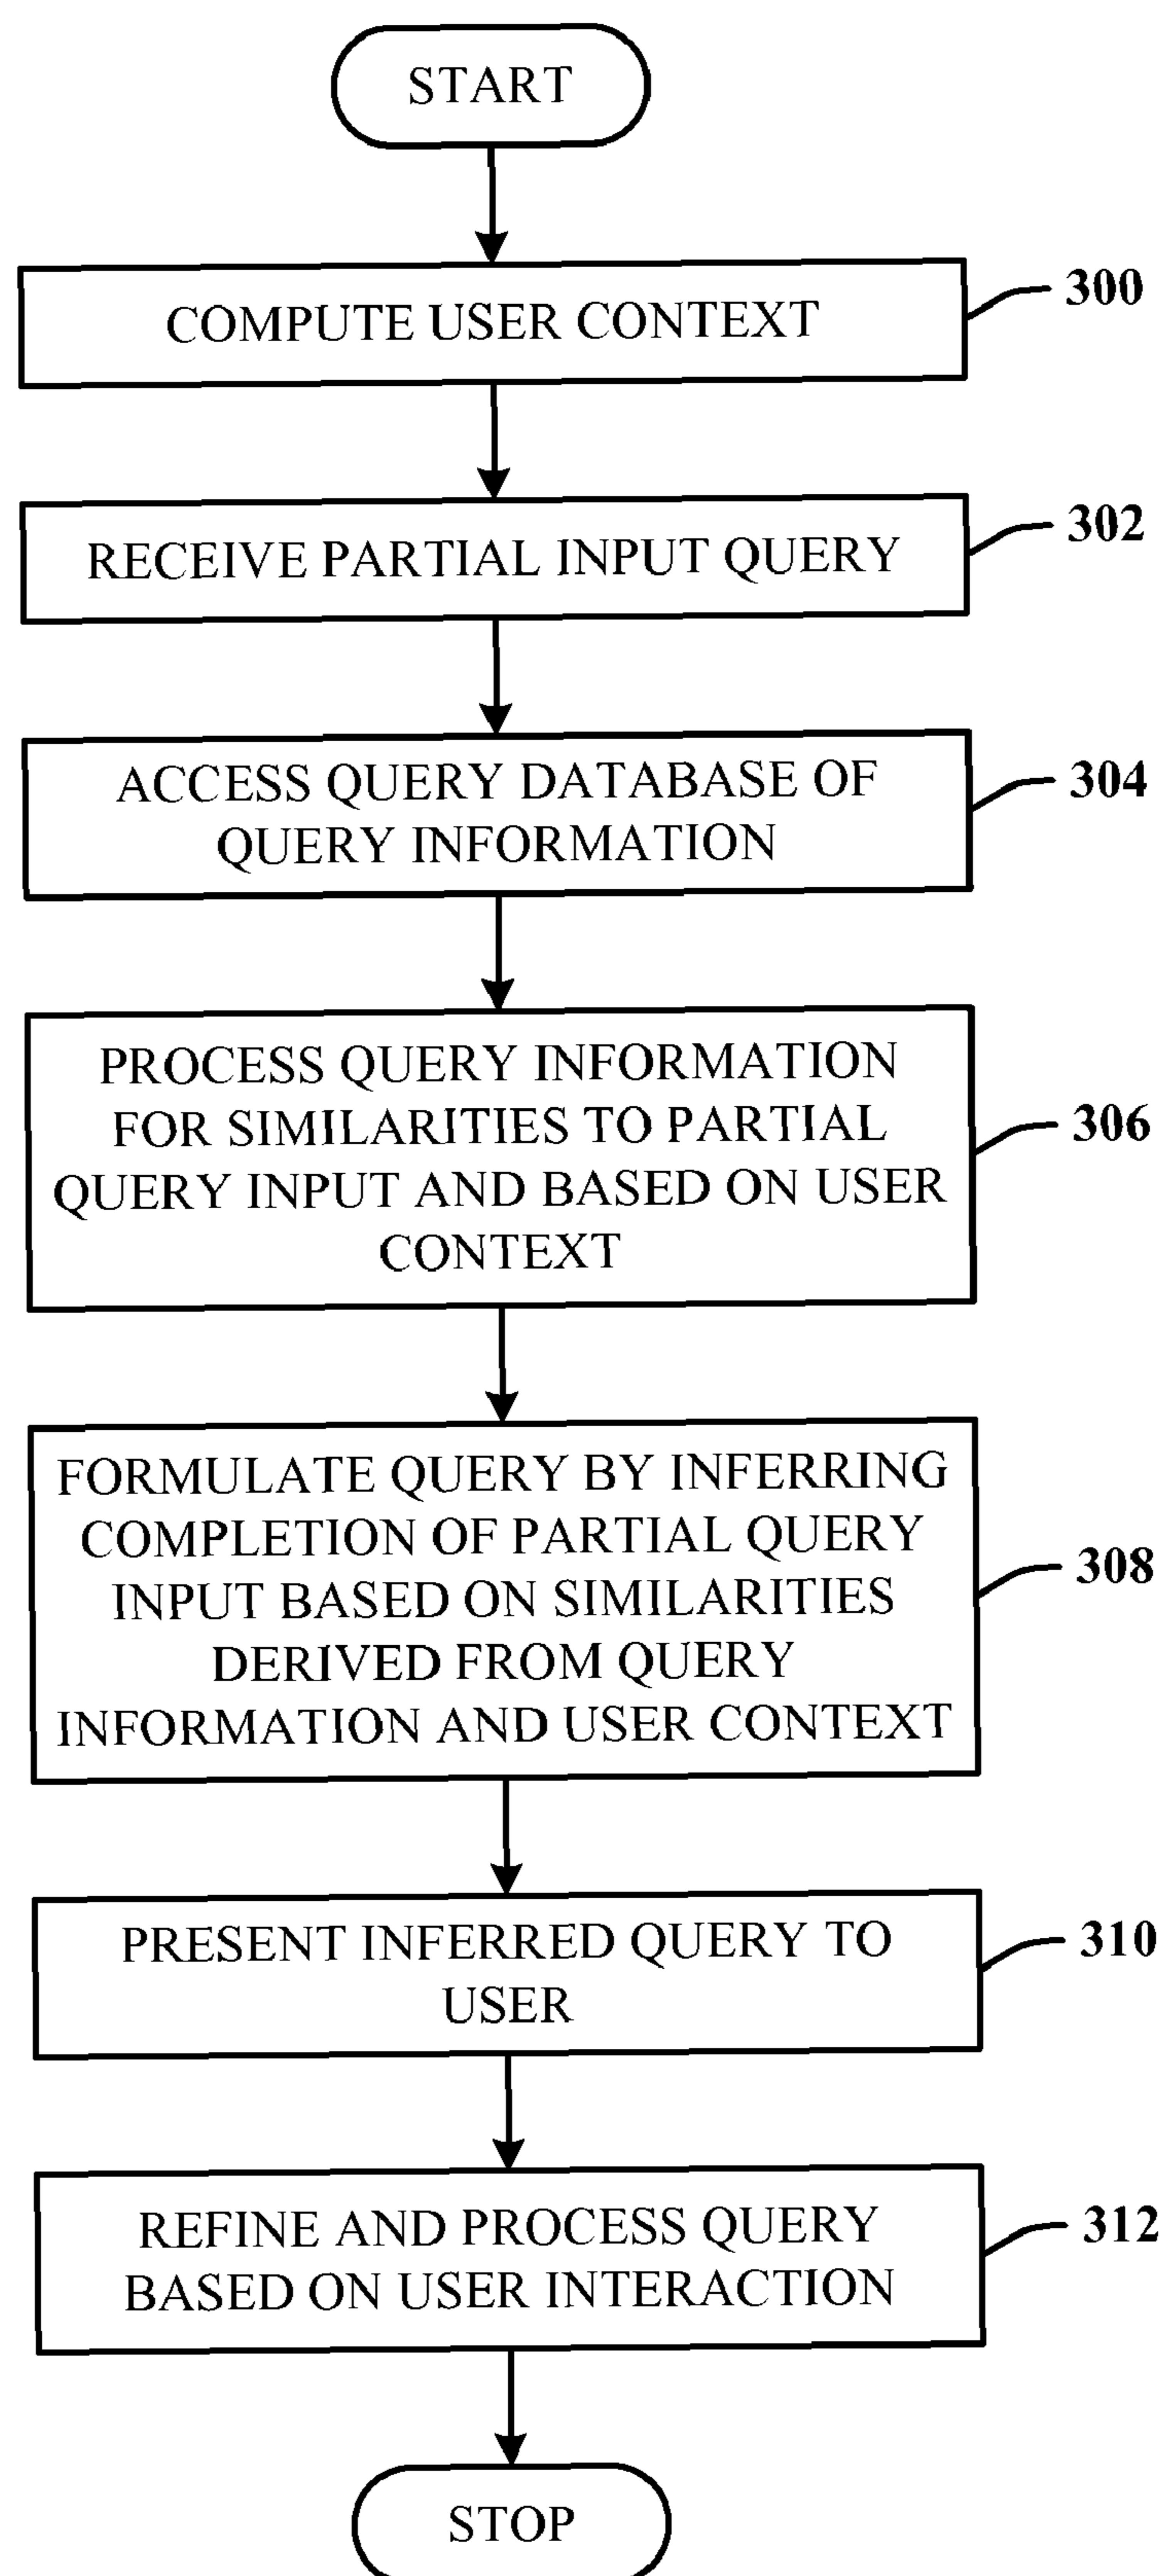 START
COMPUTE USER CONTEXT
300
RECEIVE PARTIAL INPUT QUERY
302
ACCESS QUERY DATABASE OF
QUERY INFORMATION
304
PROCESS QUERY INFORMATION
FOR SIMILARITIES TO PARTIAL
QUERY INPUT AND BASED ON USER
CONTEXT
306
FORMULATE QUERY BY INFERRING
COMPLETION OF PARTIAL QUERY
INPUT BASED ON SIMILARITIES
DERIVED FROM QUERY
INFORMATION AND USER CONTEXT
308
PRESENT INFERRED QUERY TO
USER
310
REFINE AND PROCESS QUERY
BASED ON USER INTERACTION
312
STOP